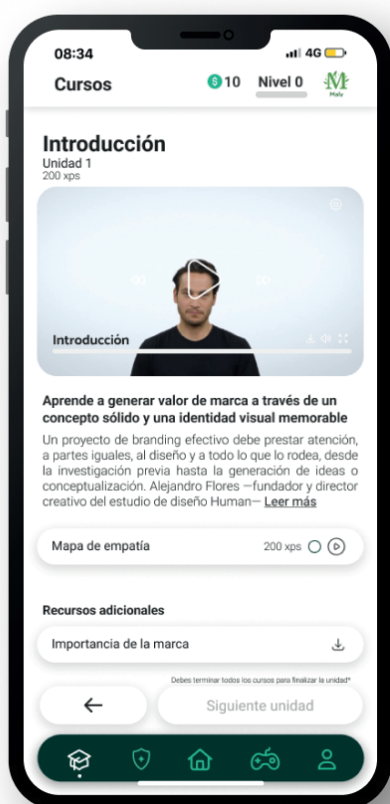 08:34
4G
Cursos
$ 10
Nivel 0
M
Maly
Introducción
Unidad 1
200 xps
Introducción
Aprende a generar valor de marca a través de un
concepto sólido y una identidad visual memorable
Un proyecto de branding efectivo debe prestar atención,
a partes iguales, al diseño y a todo lo que lo rodea, desde
la investigación previa hasta la generación de ideas o
conceptualización. Alejandro Flores —fundador y director
creativo del estudio de diseño Human— Leer más
Mapa de empatía
200 xps
Recursos adicionales
Importancia de la marca
Debes terminar todos los cursos para finalizar la unidad*
Siguiente unidad